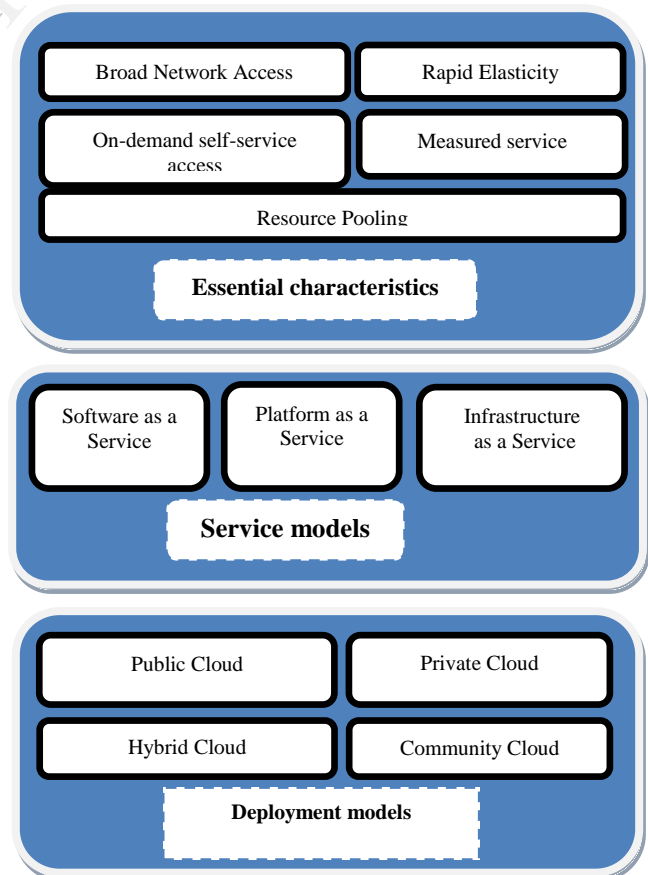 Broad Network Access
Rapid Elasticity
On-demand self-service
access
Measured service
Resource Pooling
Essential characteristics
Software as a
Service
Platform as a
Service
Infrastructure
as a Service
Service models
Public Cloud
Private Cloud
Hybrid Cloud
Community Cloud
Deployment models